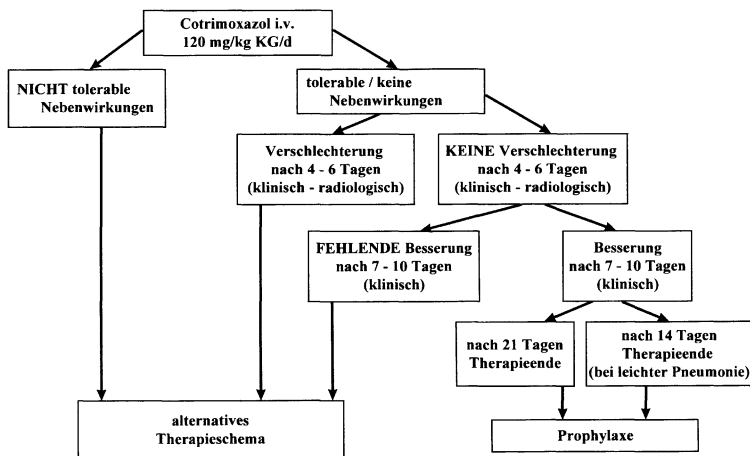 Cotrimoxazol i.v.
120 mg/kg KG/d
NICHT tolerable
Nebenwirkungen
tolerable / keine
Nebenwirkungen
Verschlechterung
nach 4 - 6 Tagen
(klinisch - radiologisch)
KEINE Verschlechterung
nach 4 - 6 Tagen
(klinisch - radiologisch)
FEHLENDE Besserung
nach 7 - 10 Tagen
(klinisch)
Besserung
nach 7 - 10 Tagen
(klinisch)
nach 21 Tagen
Therapieende
nach 14 Tagen
Therapieende
(bei leichter Pneumonie)
alternatives
Therapieschema
Prophylaxe